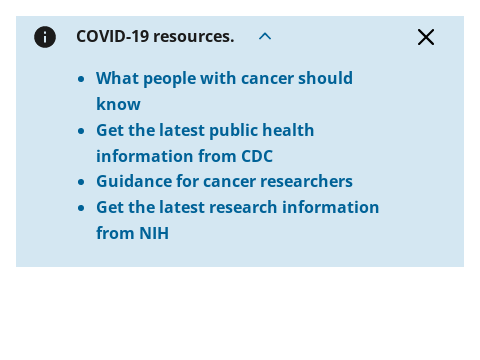 COVID-19 resources.
What people with cancer should
know
Get the latest public health
information from CDC
Guidance for cancer researchers
Get the latest research information
from NIH